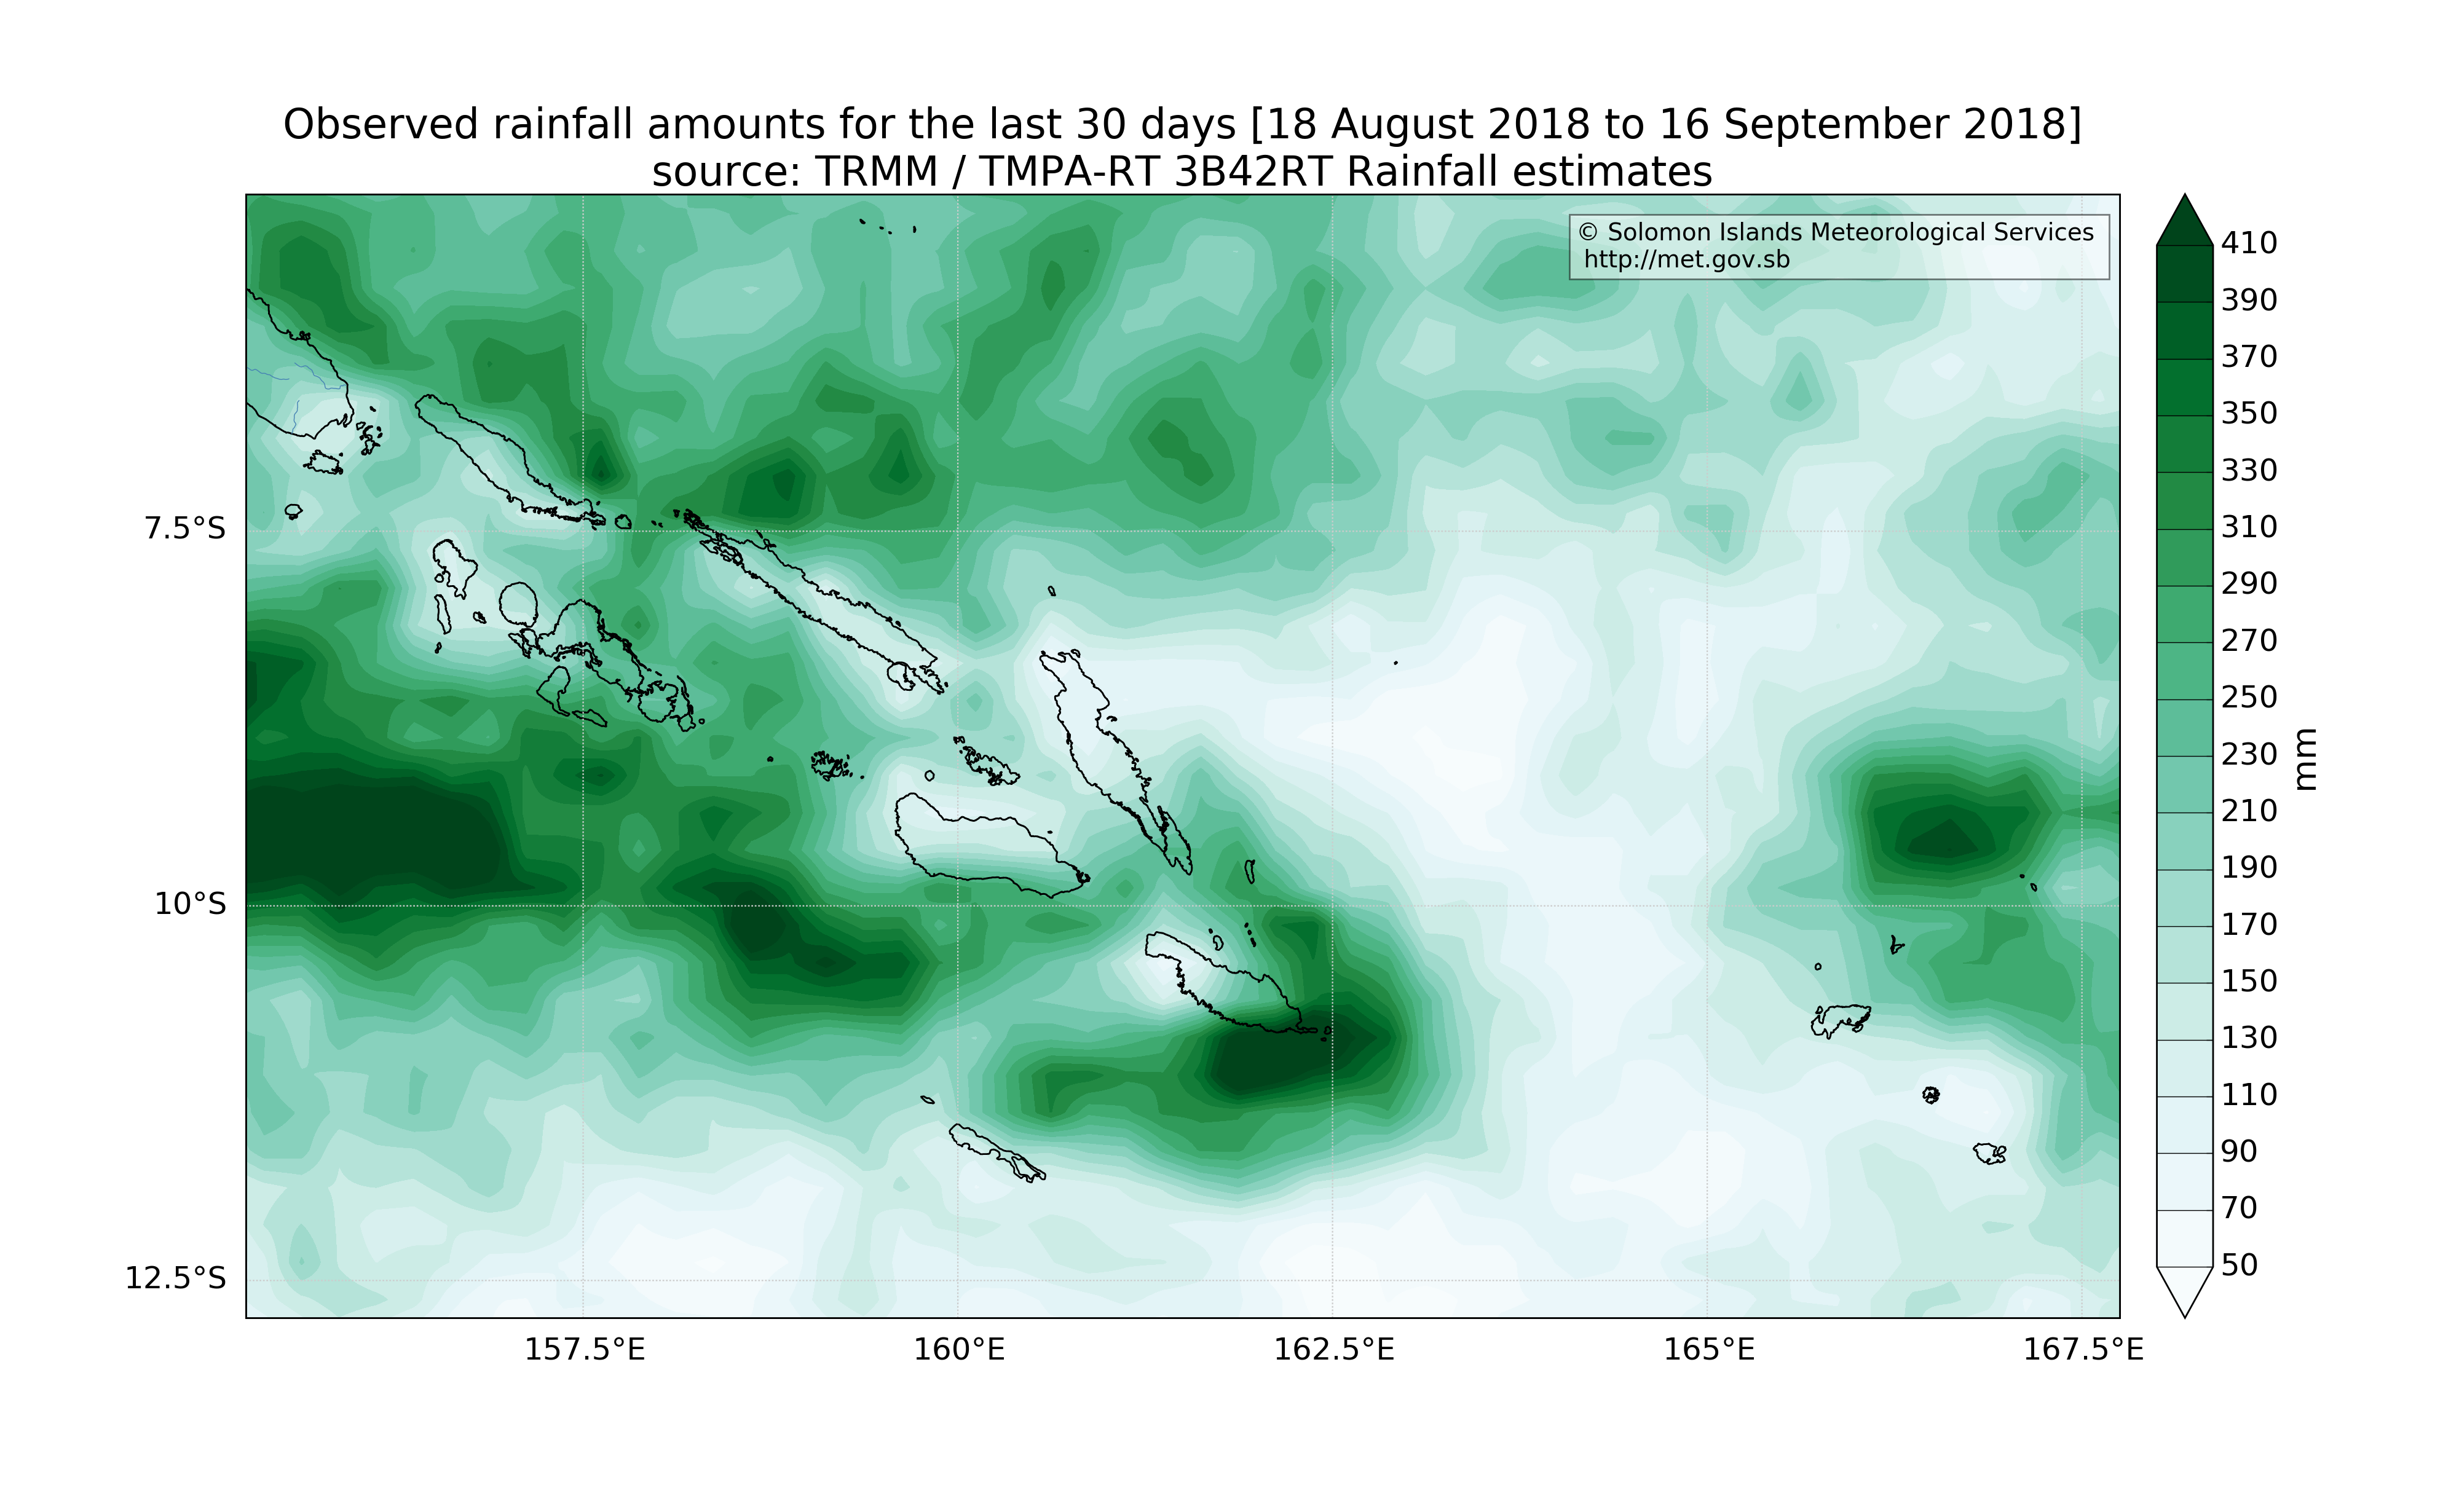 Observed rainfall amounts for the last 30 days [18 August 2018 to 16 September 2018]
source: TRMM / TMPA-RT 3B42RT Rainfall estimates
© Solomon Islands Meteorological Services
http://met.gov.sb
7.5°S
10°S
12.5°S
157.5°E
160°E
162.5°E
165°E
167.5°E
410
390
370
350
330
310
290
270
250
230
210
190
170
150
130
110
90
70
50
mm